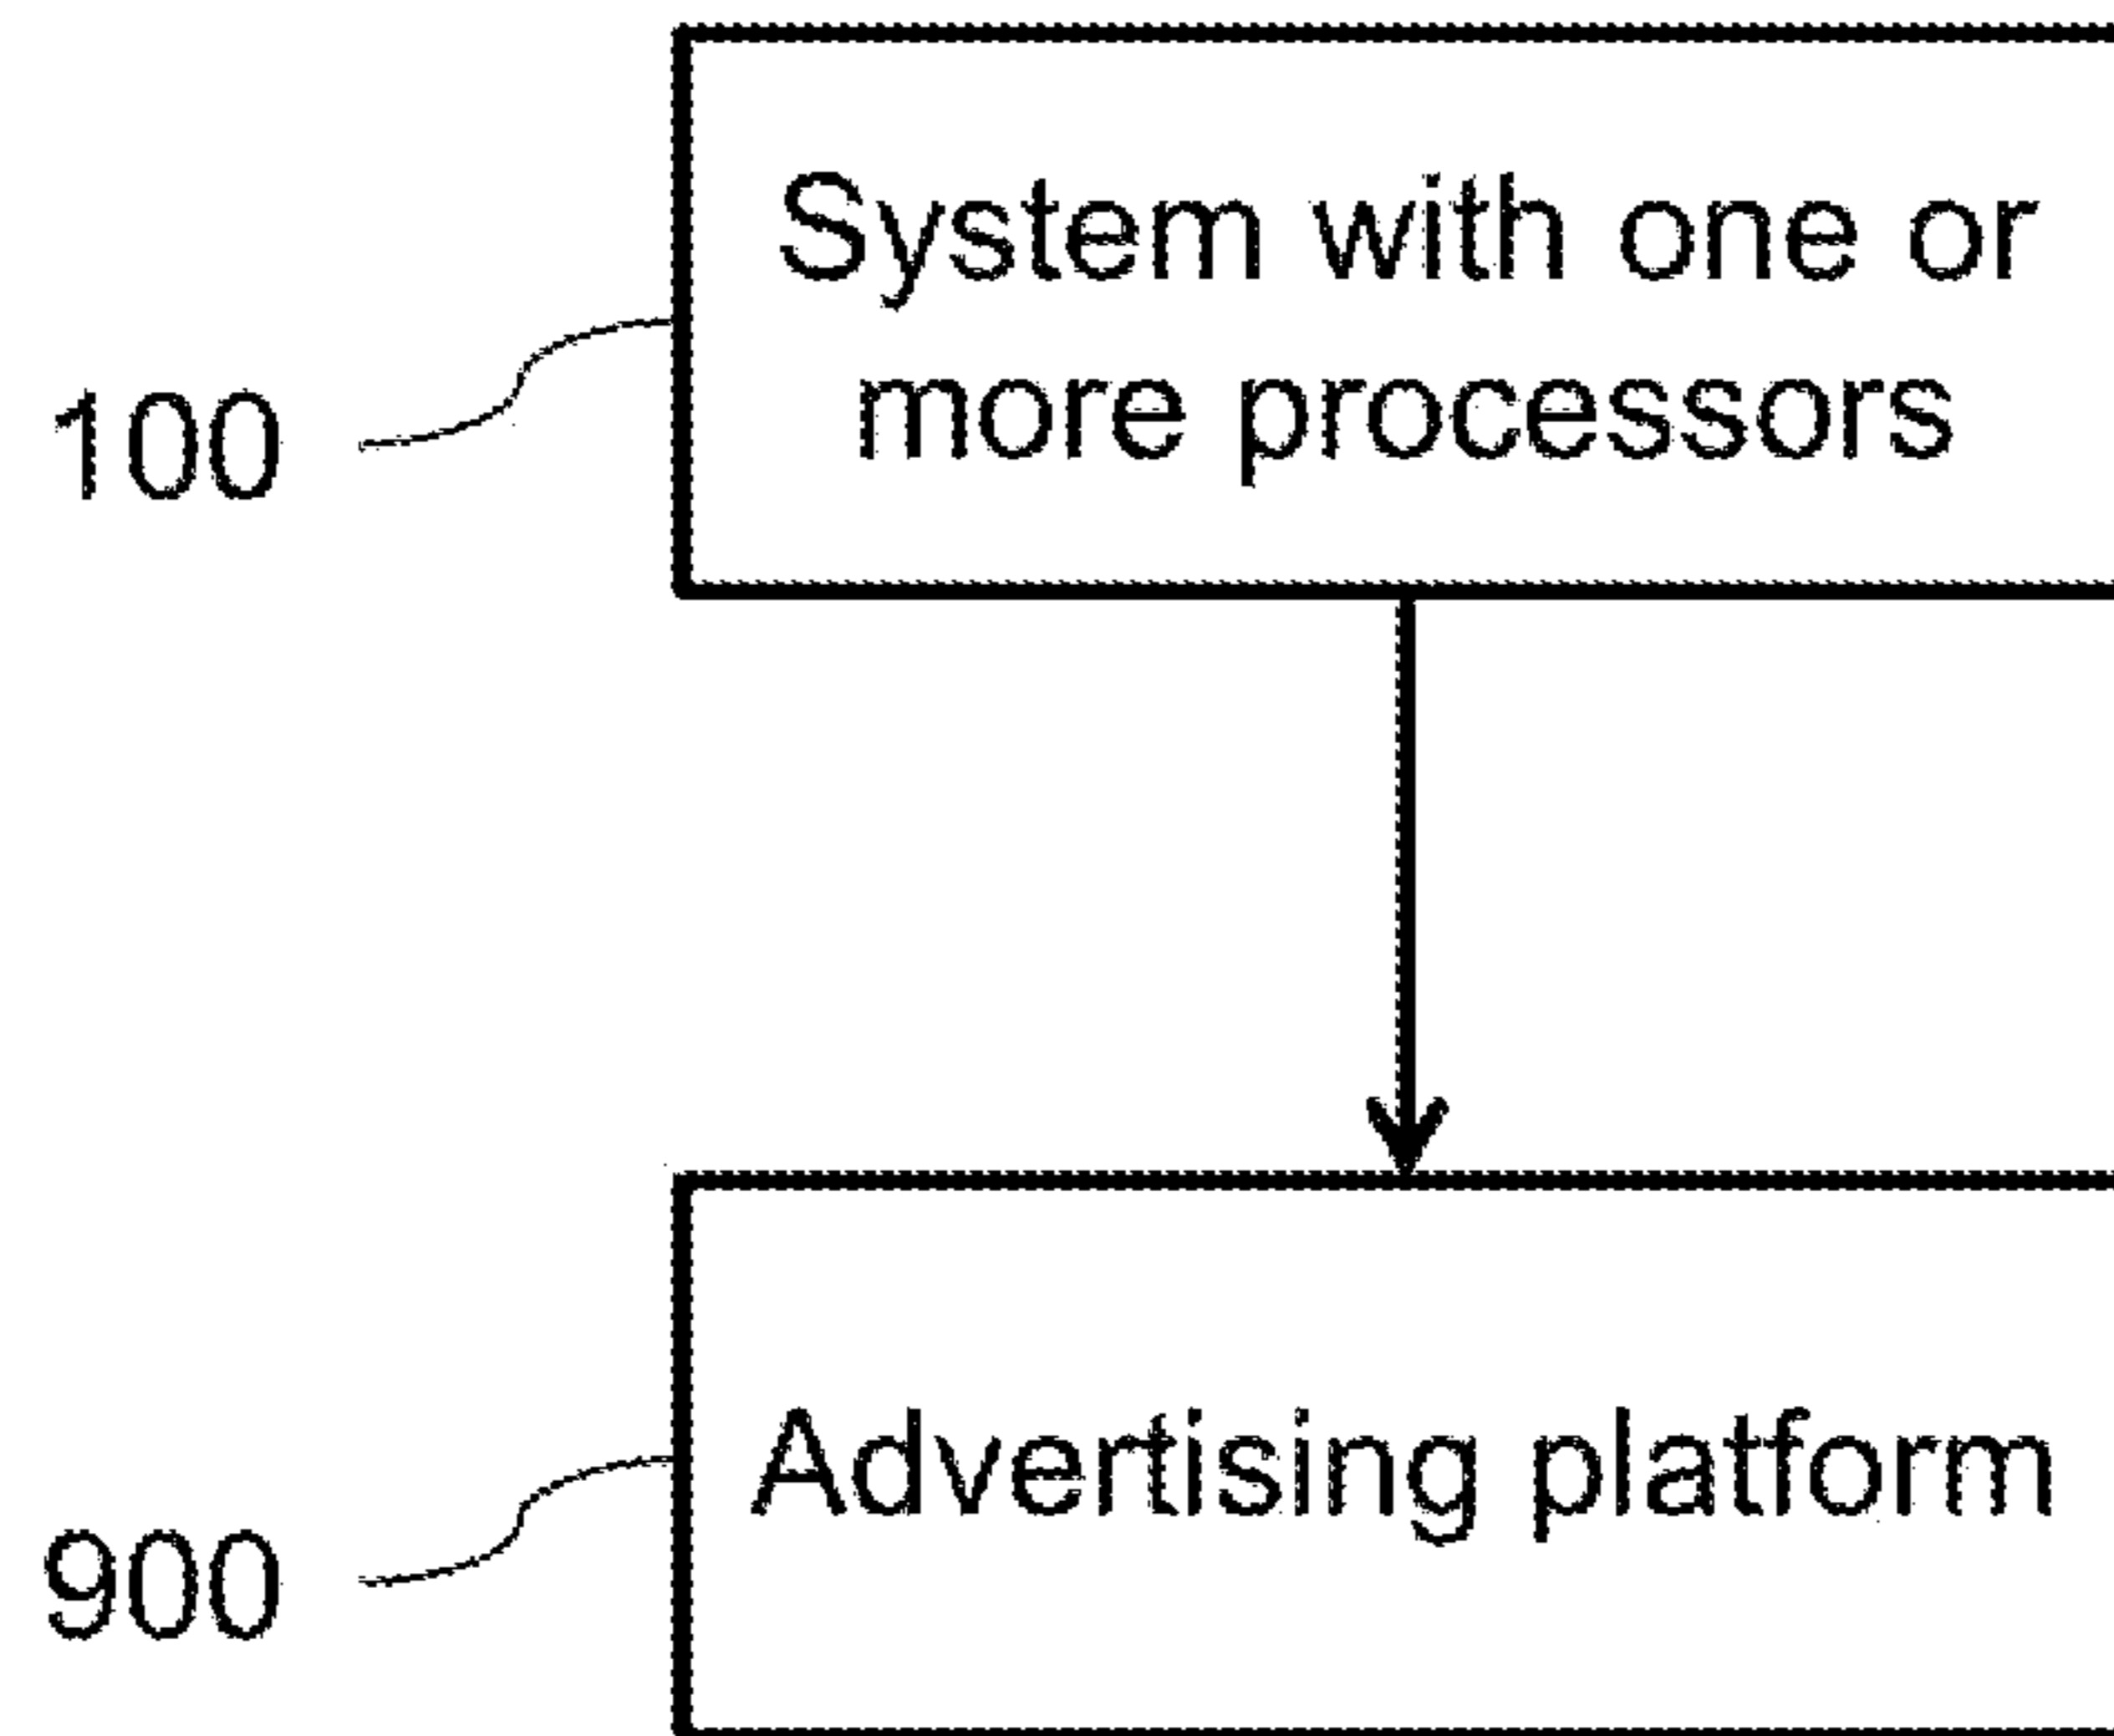 System with one or
more processors
100
Advertising platform
900